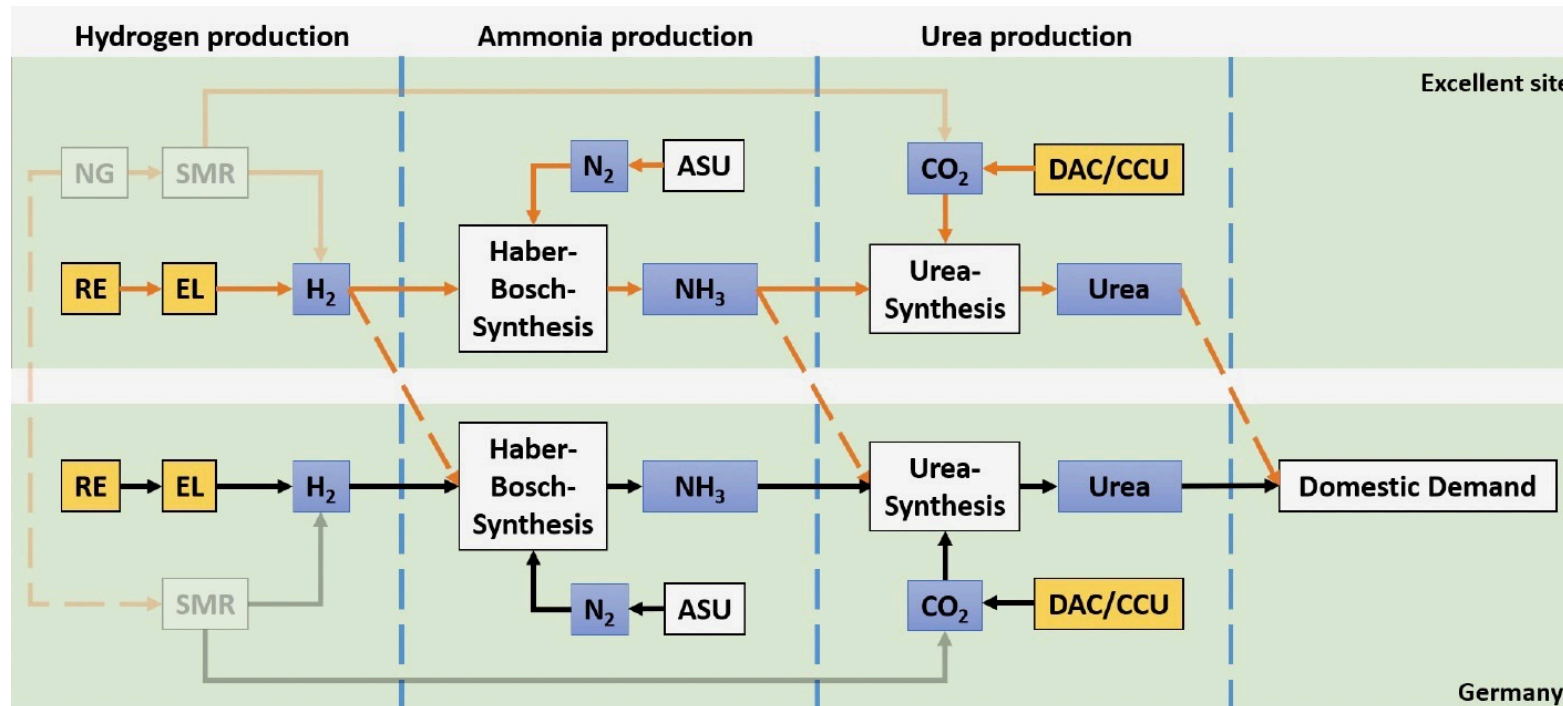 Hydrogen production
Ammonia production
Urea production
Excellent site
NG
SMR
N₂
ASU
CO₂
DAC/CCU
RE
EL
H₂
Haber-
Bosch-
Synthesis
NH₃
Urea-
Synthesis
Urea
RE
EL
H₂
Haber-
Bosch-
Synthesis
NH₃
Urea-
Synthesis
Urea
Domestic Demand
SMR
N₂
ASU
CO₂
DAC/CCU
Germany